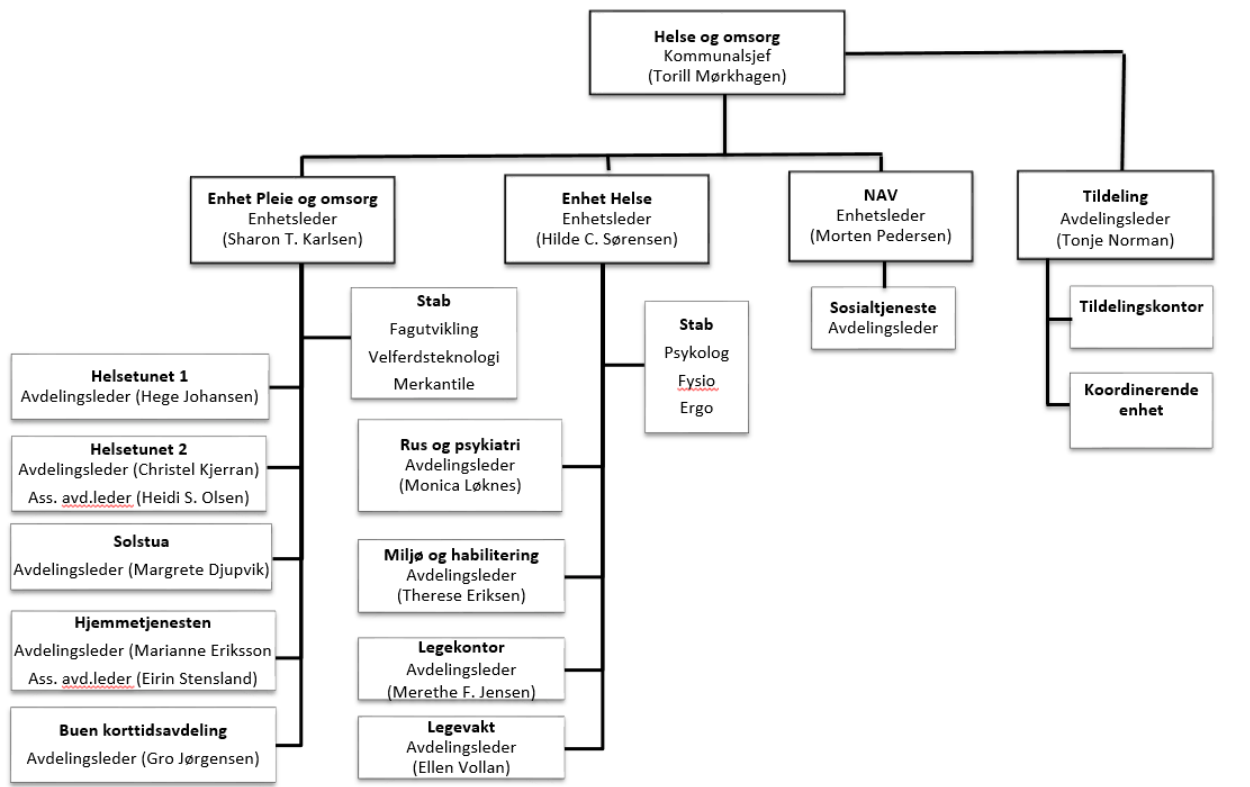 Helse og omsorg
Kommunalsjef
(Torill Mørkhagen)
Enhet Pleie og omsorg
Enhetsleder
(Sharon T. Karlsen)
Enhet Helse
Enhetsleder
(Hilde C. Sørensen)
NAV
Enhetsleder
(Morten Pedersen)
Tildeling
Avdelingsleder
(Tonje Norman)
Stab
Fagutvikling
Velferdsteknologi
Merkantile
Helsetunet 1
Avdelingsleder (Hege Johansen)
Helsetunet 2
Avdelingsleder (Christel Kjerran)
Ass. avd.leder (Heidi S. Olsen)
Solstua
Avdelingsleder (Margrete Djupvik)
Hjemmetjenesten
Avdelingsleder (Marianne Eriksson
Ass. avd.leder (Eirin Stensland)
Buen korttidsavdeling
Avdelingsleder (Gro Jørgensen)
Stab
Psykolog
Fysio
Ergo
Rus og psykiatri
Avdelingsleder
(Monica Løknes)
Miljø og habilitering
Avdelingsleder
(Therese Eriksen)
Legekontor
Avdelingsleder
(Merethe F. Jensen)
Legevakt
Avdelingsleder
(Ellen Vollan)
Sosialtjeneste
Avdelingsleder
Tildelingskontor
Koordinerende
enhet